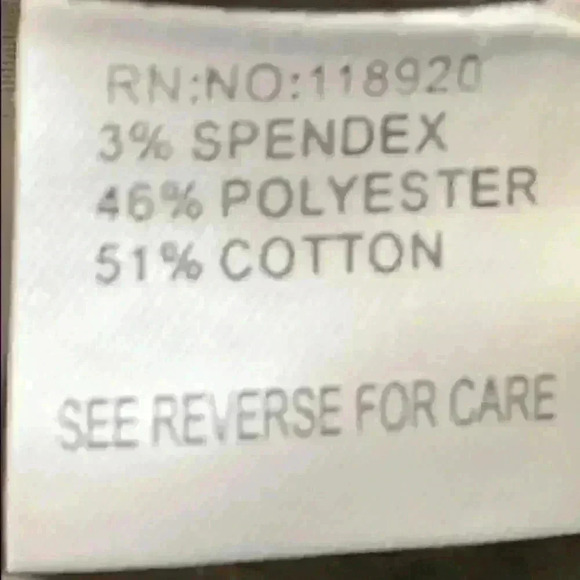 RN:NO:118920
3% SPENDEX
46% POLYESTER
51% COTTON
SEE REVERSE FOR CARE